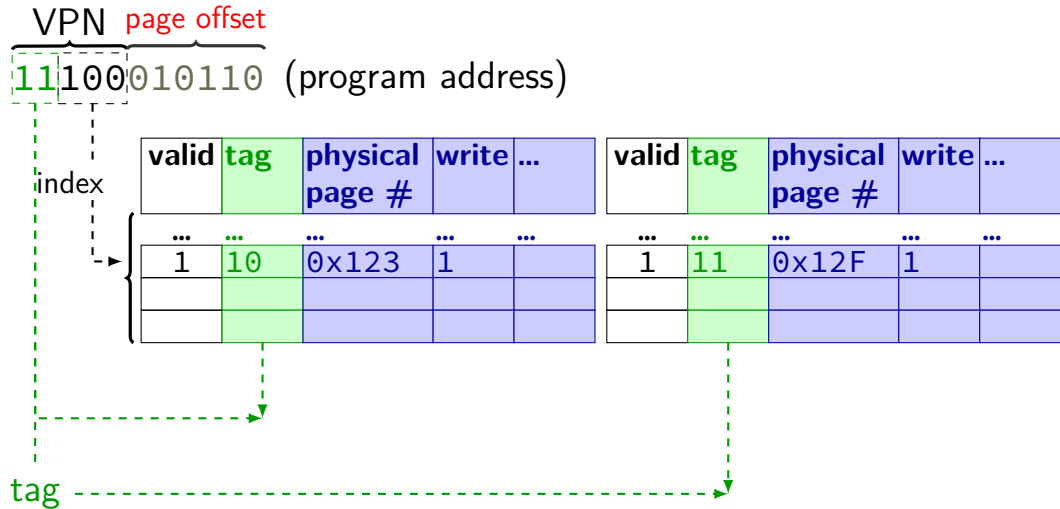 VPN page offset
11100010110 (program address)
index
valid tag physical page # write ... valid tag physical page # write ...
... ... ... ... ... ... ... ... ... ...
1 10 0x123 1 1 11 0x12F 1
tag